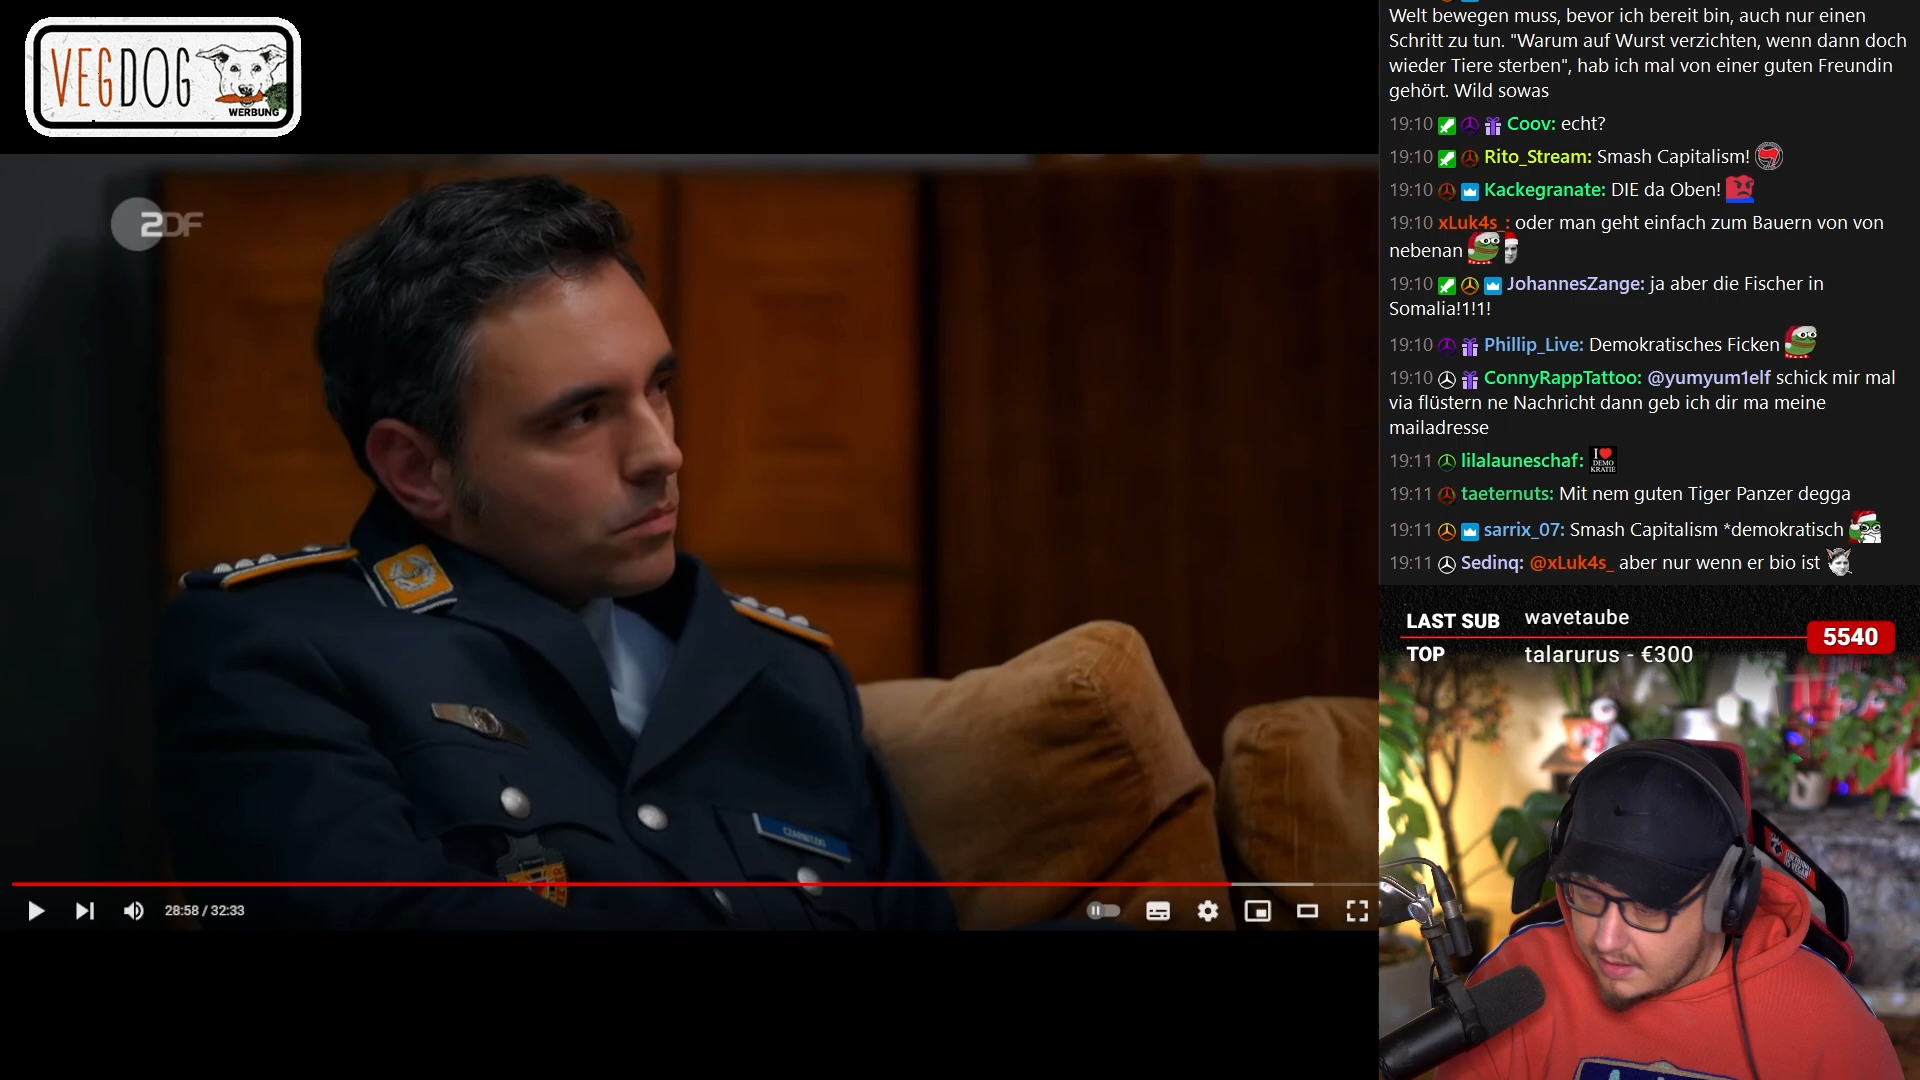 VEGDOG
WERBUNG
ZDF
28:58 / 32:33
Welt bewegen muss, bevor ich bereit bin, auch nur einen
Schritt zu tun. "Warum auf Wurst verzichten, wenn dann doch
wieder Tiere sterben", hab ich mal von einer guten Freundin
gehört. Wild sowas
19:10 Coov: echt?
19:10 Rito_Stream: Smash Capitalism!
19:10 Kackegranate: DIE da Oben!
19:10 xLuk4s_: oder man geht einfach zum Bauern von von
nebenan
19:10 JohannesZange: ja aber die Fischer in
Somalia!1!1!
19:10 Phillip_Live: Demokratisches Ficken
19:10 ConnyRappTattoo: @yumyum1elf schick mir mal
via flüstern ne Nachricht dann geb ich dir ma meine
mailadresse
19:11 lilalauneschaf: I DEMO
KRATIE
19:11 taeternuts: Mit nem guten Tiger Panzer degga
19:11 sarrix_07: Smash Capitalism *demokratisch
19:11 Sedinq: @xLuk4s_ aber nur wenn er bio ist
LAST SUB wavetaube
5540
TOP talarurus - €300